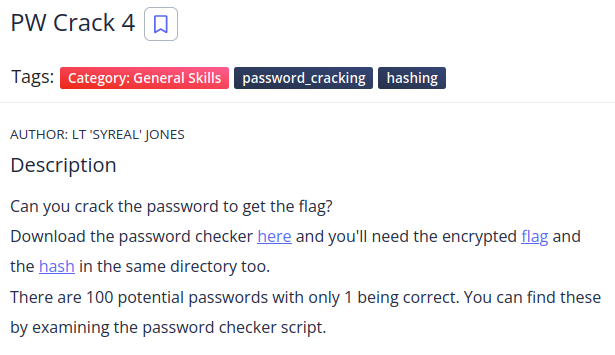 PW Crack 4
Tags: Category: General Skills password_cracking hashing
AUTHOR: LT 'SYREAL' JONES
Description
Can you crack the password to get the flag?
Download the password checker here and you'll need the encrypted flag and
the hash in the same directory too.
There are 100 potential passwords with only 1 being correct. You can find these
by examining the password checker script.